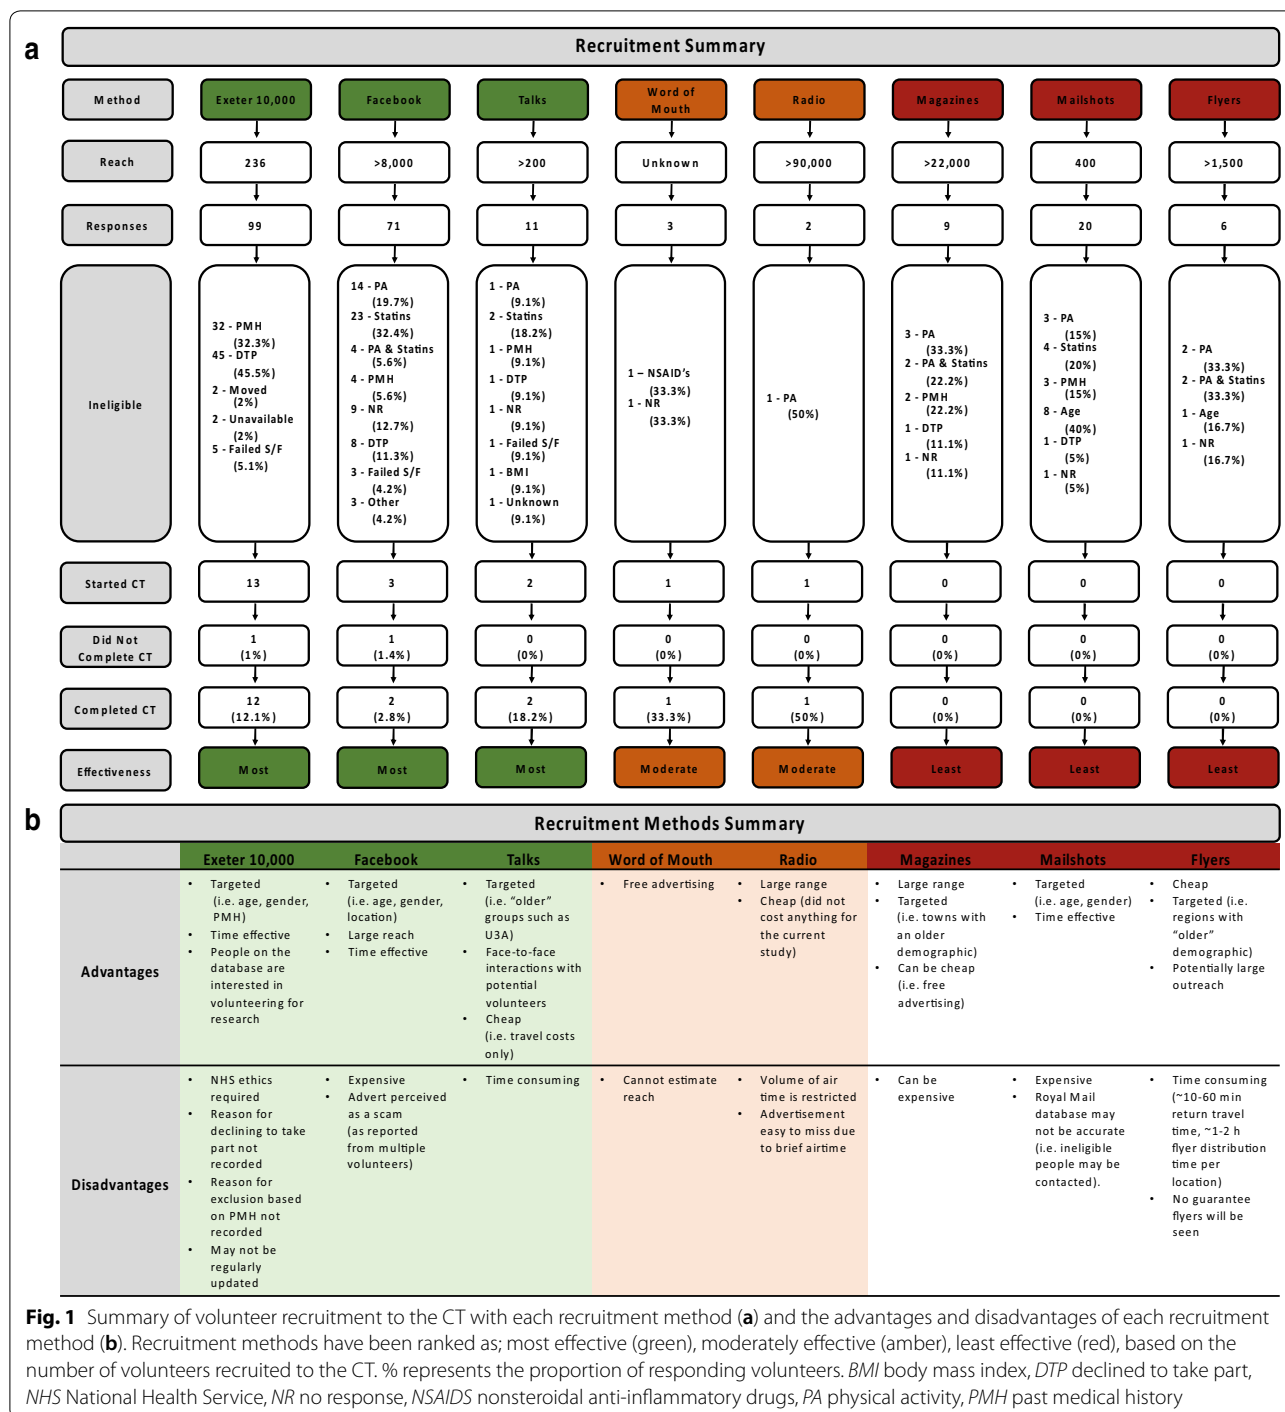 a
Recruitment Summary
Method
Exeter 10,000
Facebook
Talks
Word of
Mouth
Radio
Magazines
Mailshots
Flyers
Reach
236
>8,000
>200
Unknown
>90,000
>22,000
400
>1,500
Responses
99
71
11
3
2
9
20
6
Ineligible
32 - PMH
(32.3%)
45 - DTP
(45.5%)
2 - Moved
(2%)
2 - Unavailable
(2%)
5 - Failed S/F
(5.1%)
14 - PA
(19.7%)
23 - Statins
(32.4%)
4 - PA & Statins
(5.6%)
4 - PMH
(5.6%)
9 - NR
(12.7%)
8 - DTP
(11.3%)
3 - Failed S/F
(4.2%)
3 - Other
(4.2%)
1 - PA
(9.1%)
2 - Statins
(18.2%)
1 - PMH
(9.1%)
1 - DTP
(9.1%)
1 - NR
(9.1%)
1 - Failed S/F
(9.1%)
1 - BMI
(9.1%)
1 - Unknown
(9.1%)
1 – NSAID's
(33.3%)
1 - NR
(33.3%)
1 - PA
(50%)
3 - PA
(33.3%)
2 - PA & Statins
(22.2%)
2 - PMH
(22.2%)
1 - DTP
(11.1%)
1 - NR
(11.1%)
3 - PA
(15%)
4 - Statins
(20%)
3 - PMH
(15%)
8 - Age
(40%)
1 - DTP
(5%)
1 - NR
(5%)
2 - PA
(33.3%)
2 - PA & Statins
(33.3%)
1 - Age
(16.7%)
1 - NR
(16.7%)
Started CT
13
3
2
1
1
0
0
0
Did Not
Complete CT
1
(1%)
1
(1.4%)
0
(0%)
0
(0%)
0
(0%)
0
(0%)
0
(0%)
0
(0%)
Completed CT
12
(12.1%)
2
(2.8%)
2
(18.2%)
1
(33.3%)
1
(50%)
0
(0%)
0
(0%)
0
(0%)
Effectiveness
Most
Most
Most
Moderate
Moderate
Least
Least
Least
b
Recruitment Methods Summary
Exeter 10,000
Facebook
Talks
Word of Mouth
Radio
Magazines
Mailshots
Flyers
Advantages
• Targeted
(i.e. age, gender,
PMH)
• Time effective
• People on the
database are
interested in
volunteering for
research
• Targeted
(i.e. age, gender,
location)
• Large reach
• Time effective
• Targeted
(i.e. “older”
groups such as
U3A)
• Face-to-face
interactions with
potential
volunteers
• Cheap
(i.e. travel costs
only)
• Free advertising
• Large range
• Cheap (did not
cost anything for
the current
study)
• Large range
• Targeted
(i.e. towns with
an older
demographic)
• Can be cheap
(i.e. free
advertising)
• Targeted
(i.e. age, gender)
• Time effective
• Cheap
• Targeted (i.e.
regions with
“older”
demographic)
• Potentially large
outreach
Disadvantages
• NHS ethics
required
• Reason for
declining to take
part not
recorded
• Reason for
exclusion based
on PMH not
recorded
• May not be
regularly
updated
• Expensive
• Advert perceived
as a scam
(as reported
from multiple
volunteers)
• Time consuming
• Cannot estimate
reach
• Volume of air
time is restricted
• Advertisement
easy to miss due
to brief airtime
• Can be
expensive
• Expensive
• Royal Mail
database may
not be accurate
(i.e. ineligible
people may be
contacted).
• Time consuming
(~10-60 min
return travel
time, ~1-2 h
flyer distribution
time per
location)
• No guarantee
flyers will be
seen
Fig. 1 Summary of volunteer recruitment to the CT with each recruitment method (a) and the advantages and disadvantages of each recruitment
method (b). Recruitment methods have been ranked as; most effective (green), moderately effective (amber), least effective (red), based on the
number of volunteers recruited to the CT. % represents the proportion of responding volunteers. BMI body mass index, DTP declined to take part,
NHS National Health Service, NR no response, NSAIDS nonsteroidal anti-inflammatory drugs, PA physical activity, PMH past medical history